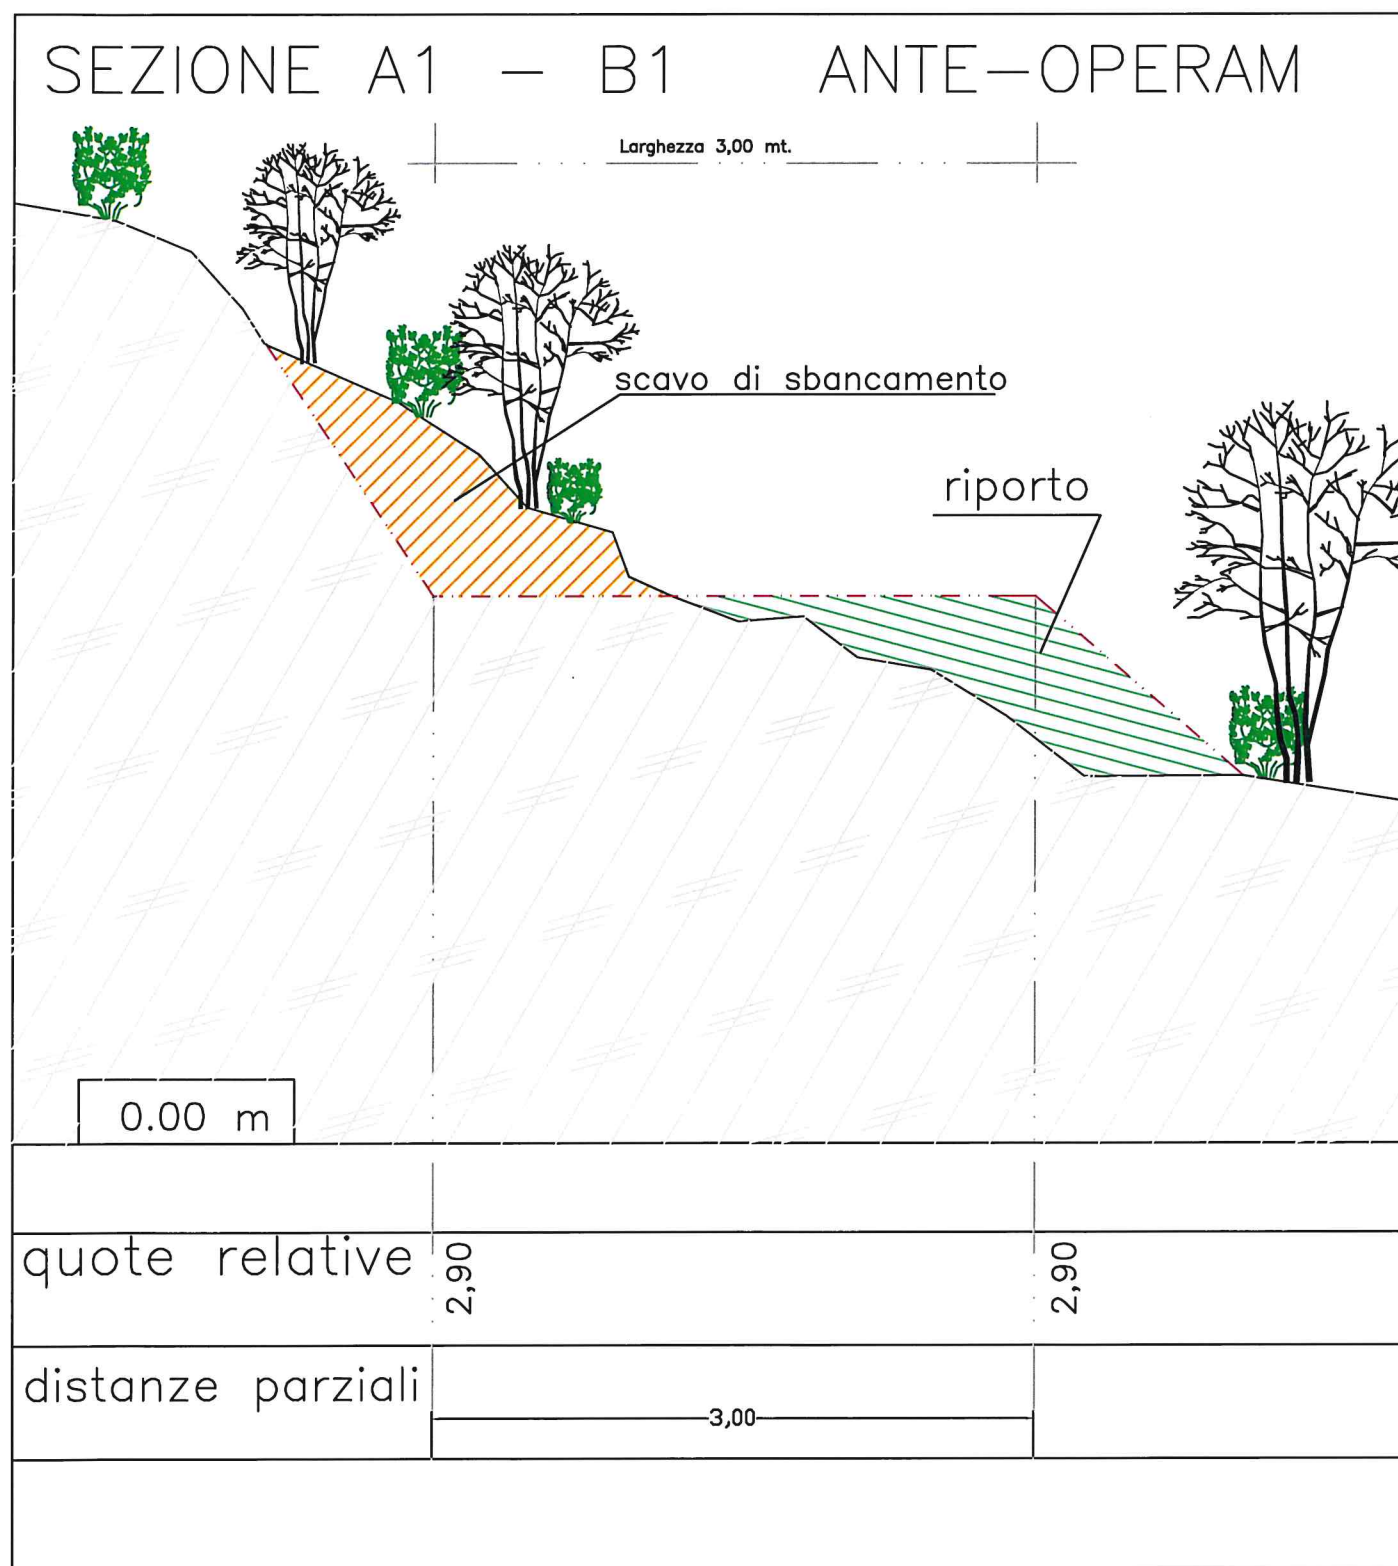 SEZIONE A1 - B1 ANTE-OPERAM
Larghezza 3,00 mt.
scavo di sbancamento
riporto
0.00 m
quote relative 2,90 2,90
distanze parziali 3,00